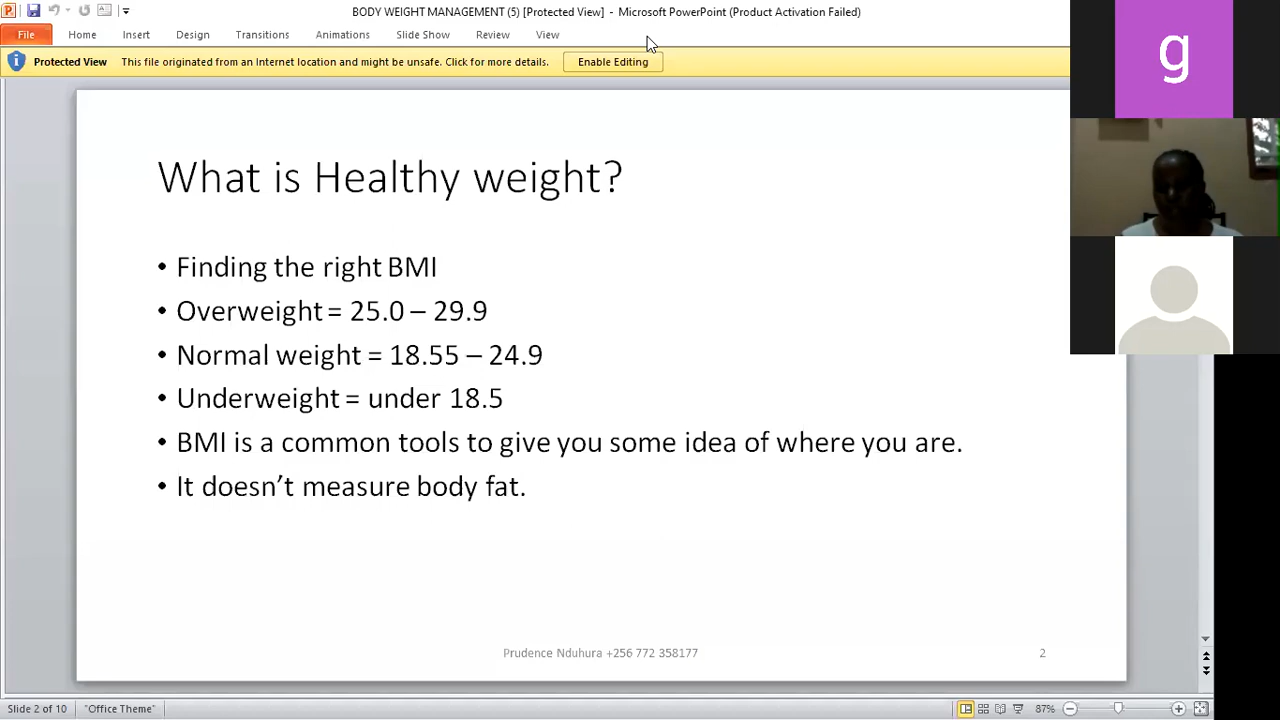 BODY WEIGHT MANAGEMENT (5) [Protected View] - Microsoft PowerPoint (Product Activation Failed)
File Home Insert Design Transitions Animations Slide Show Review View
Protected View This file originated from an Internet location and might be unsafe. Click for more details. Enable Editing
g
What is Healthy weight?
• Finding the right BMI
• Overweight = 25.0 – 29.9
• Normal weight = 18.55 – 24.9
• Underweight = under 18.5
• BMI is a common tools to give you some idea of where you are.
• It doesn't measure body fat.
Prudence Nduhura +256 772 358177 2
Slide 2 of 10 "Office Theme" 87%